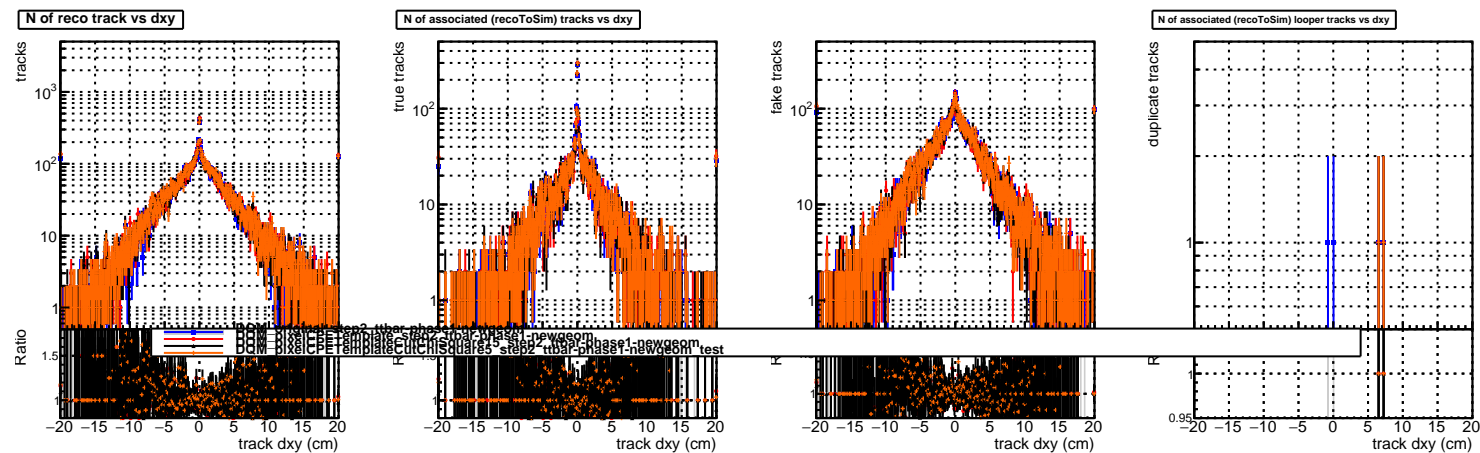 N of reco track vs dxy
N of associated (recoToSim) tracks vs dxy
N of associated (recoToSim) looper tracks vs dxy
tracks
10³
10²
10
1
true tracks
10²
10
1
fake tracks
10²
10
1
duplicate tracks
1
DQM_pixelCPETemplateCutChiSquare5_step2_ttbar-phase1-newgeom_test
Ratio
1.5
1
1
1
1
0.95
−20 −15 −10 −5 0 5 10 15 20
track dxy (cm)
−20 −15 −10 −5 0 5 10 15 20
track dxy (cm)
−20 −15 −10 −5 0 5 10 15 20
track dxy (cm)
−20 −15 −10 −5 0 5 10 15 20
track dxy (cm)